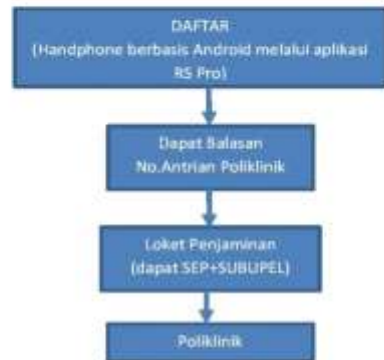 DAFTAR
(Handphone berbasis Android melalui aplikasi
RS Pro)
Dapat Balasan
No.Antrian Poliklinik
Loket Penjaminan
(dapat SEP+SUBUPEL)
Poliklinik